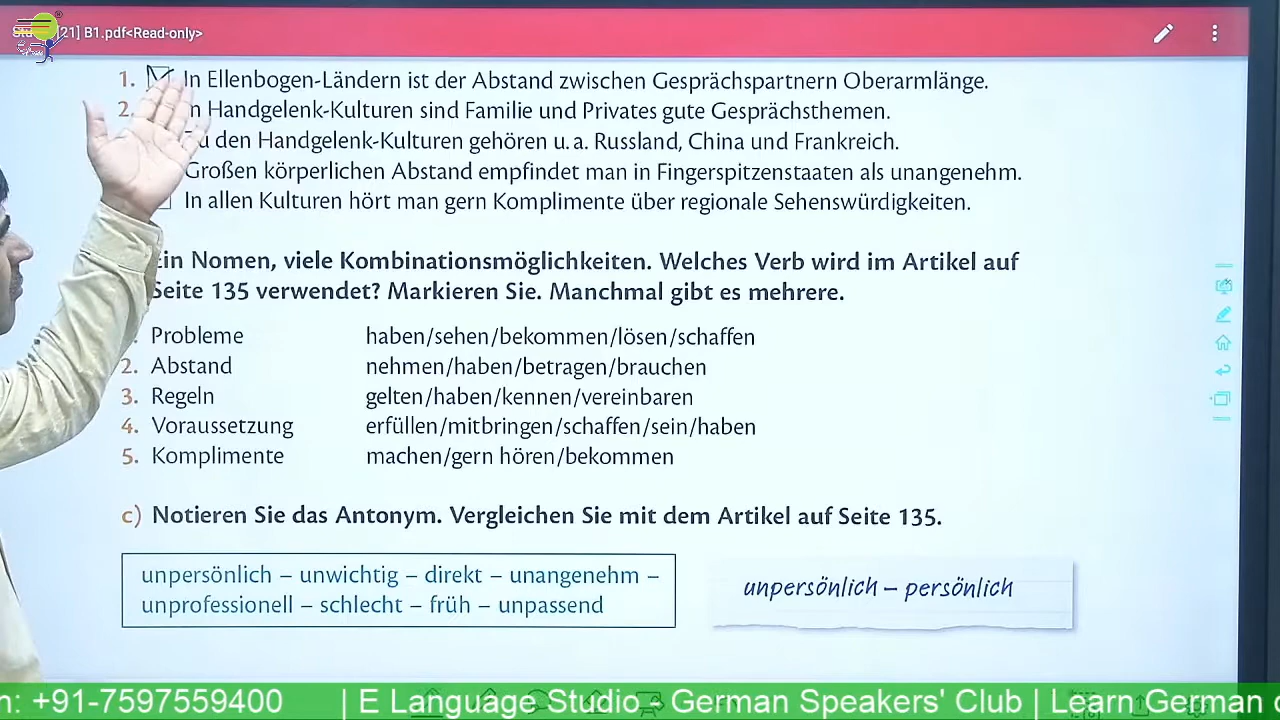 [21] B1.pdf<Read-only>
1. In Ellenbogen-Ländern ist der Abstand zwischen Gesprächspartnern Oberarmlänge.
2. Handgelenk-Kulturen sind Familie und Privates gute Gesprächsthemen.
den Handgelenk-Kulturen gehören u. a. Russland, China und Frankreich.
Großen körperlichen Abstand empfindet man in Fingerspitzenstaaten als unangenehm.
In allen Kulturen hört man gern Komplimente über regionale Sehenswürdigkeiten.
Ein Nomen, viele Kombinationsmöglichkeiten. Welches Verb wird im Artikel auf
Seite 135 verwendet? Markieren Sie. Manchmal gibt es mehrere.
Probleme haben/sehen/bekommen/lösen/schaffen
2. Abstand nehmen/haben/betragen/brauchen
3. Regeln gelten/haben/kennen/vereinbaren
4. Voraussetzung erfüllen/mitbringen/schaffen/sein/haben
5. Komplimente machen/gern hören/bekommen
c) Notieren Sie das Antonym. Vergleichen Sie mit dem Artikel auf Seite 135.
unpersönlich – unwichtig – direkt – unangenehm –
unprofessionell – schlecht – früh – unpassend
unpersönlich – persönlich
n: +91-7597559400 | E Language Studio - German Speakers' Club | Learn German